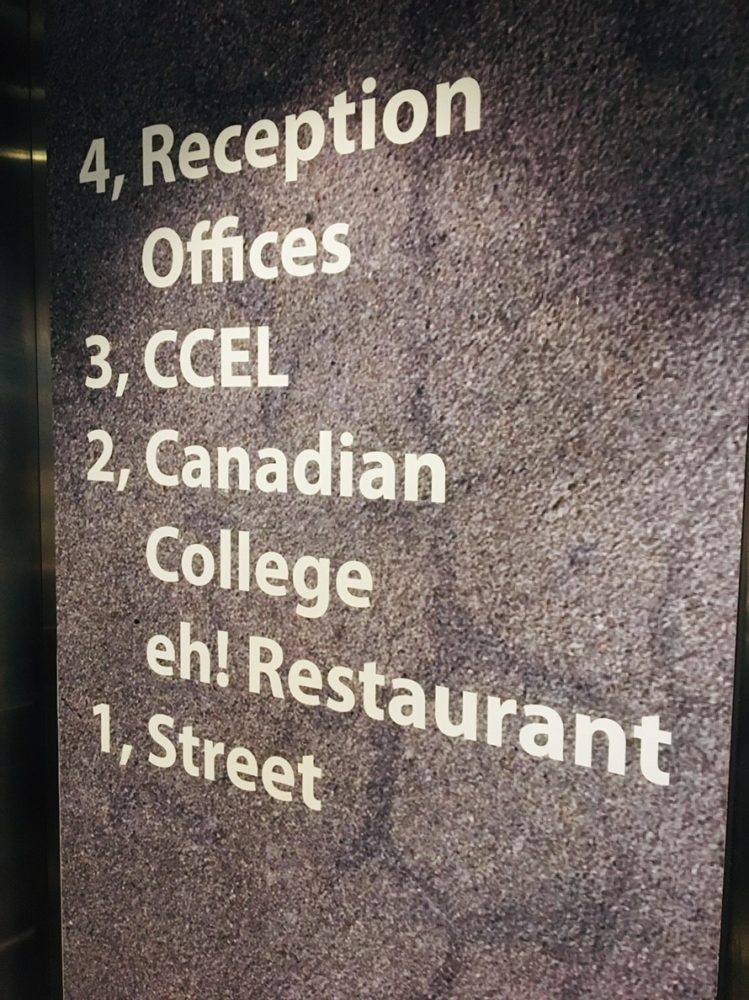 4, Reception
Offices
3, CCEL
2, Canadian
College
eh! Restaurant
1, Street